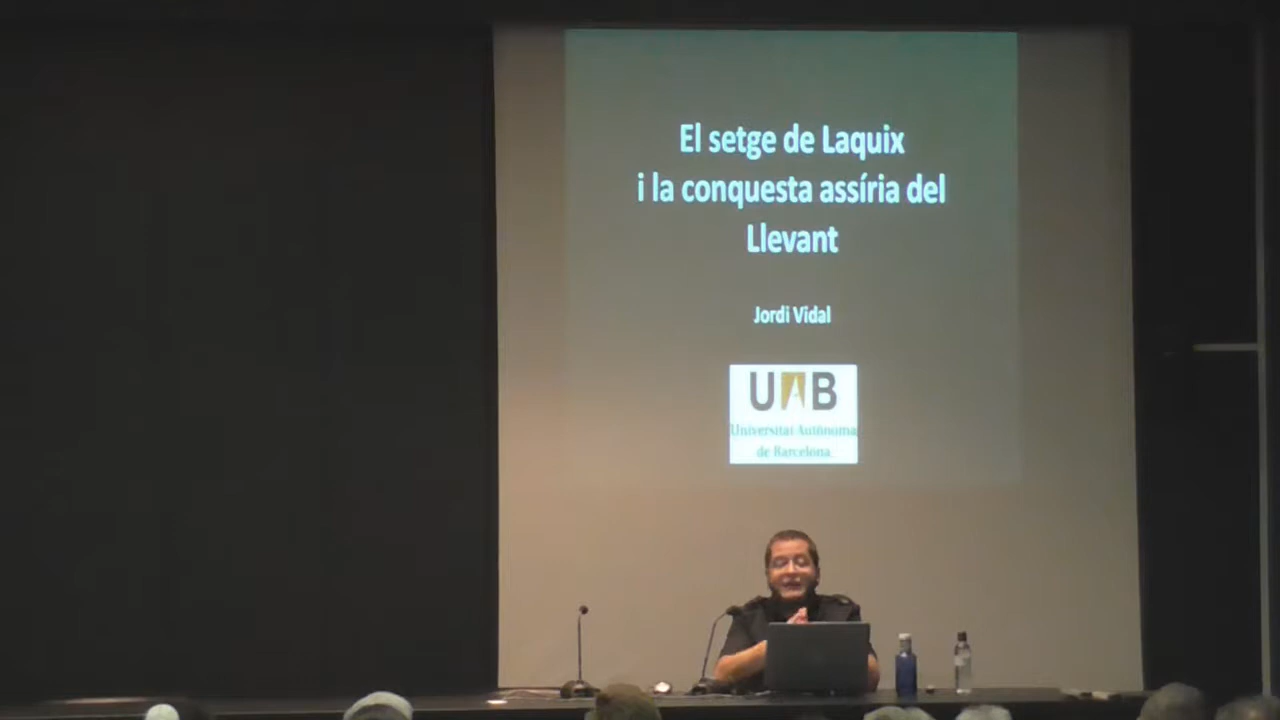 El setge de Laquix
i la conquesta assíria del
Llevant
Jordi Vidal
UAB
Universitat Autònoma
de Barcelona